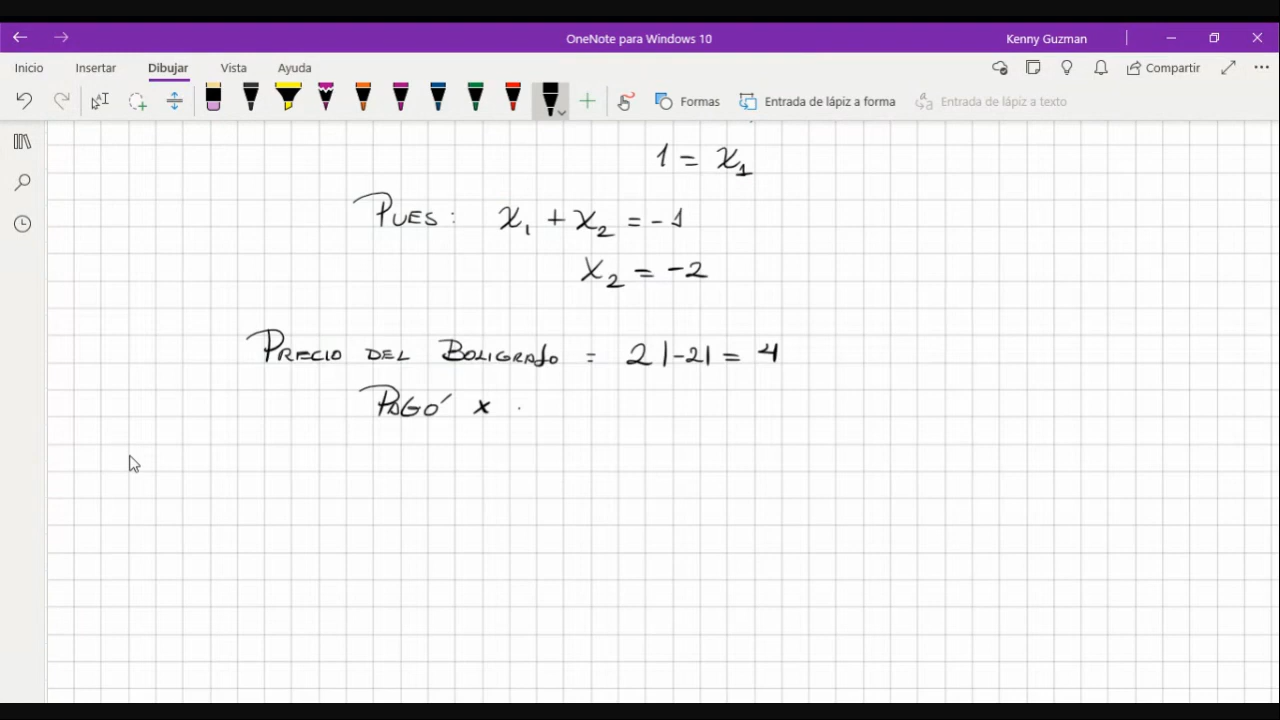 OneNote para Windows 10
Kenny Guzman
Inicio Insertar Dibujar Vista Ayuda
Compartir
Formas Entrada de lápiz a forma Entrada de lápiz a texto
1 = x₁
PUES: x₁ + x₂ = -1
x₂ = -2
PRECIO DEL BOLIGRAFO = 2|-2| = 4
PAGÓ x